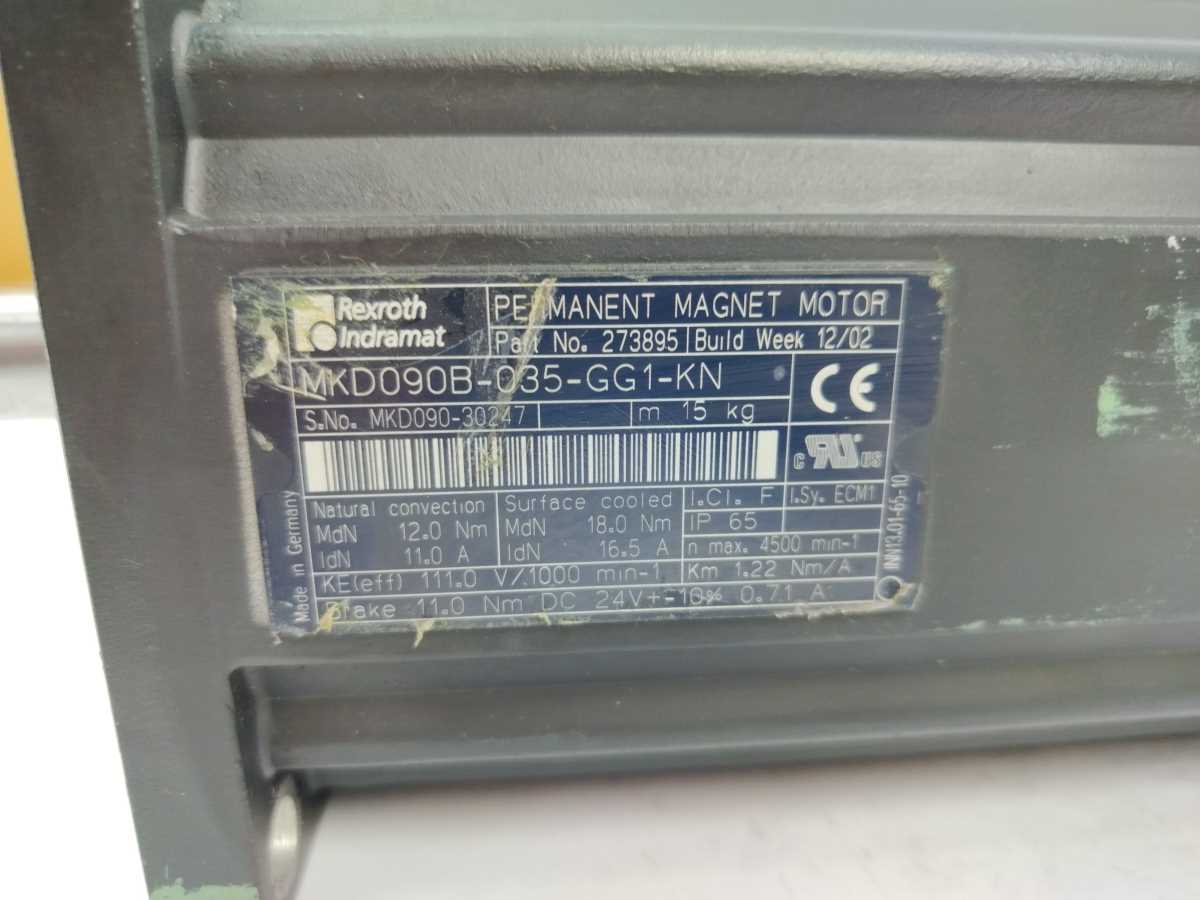 Rexroth
Indramat
PERMANENT MAGNET MOTOR
Part No. 273895 Build Week 12/02
MKD090B-035-GG1-KN
CE
S.No. MKD090-30247 m 15 kg
c RU US
Made in Germany
Natural convection Surface cooled I.Cl. F I.Sy. ECM1
MdN 12.0 Nm MdN 18.0 Nm IP 65
IdN 11.0 A IdN 16.5 A n max. 4500 min-1
KE(eff) 111.0 V/1000 min-1 Km 1.22 Nm/A
Brake 11.0 Nm DC 24V+-10% 0.71 A
INN13.01-65-10